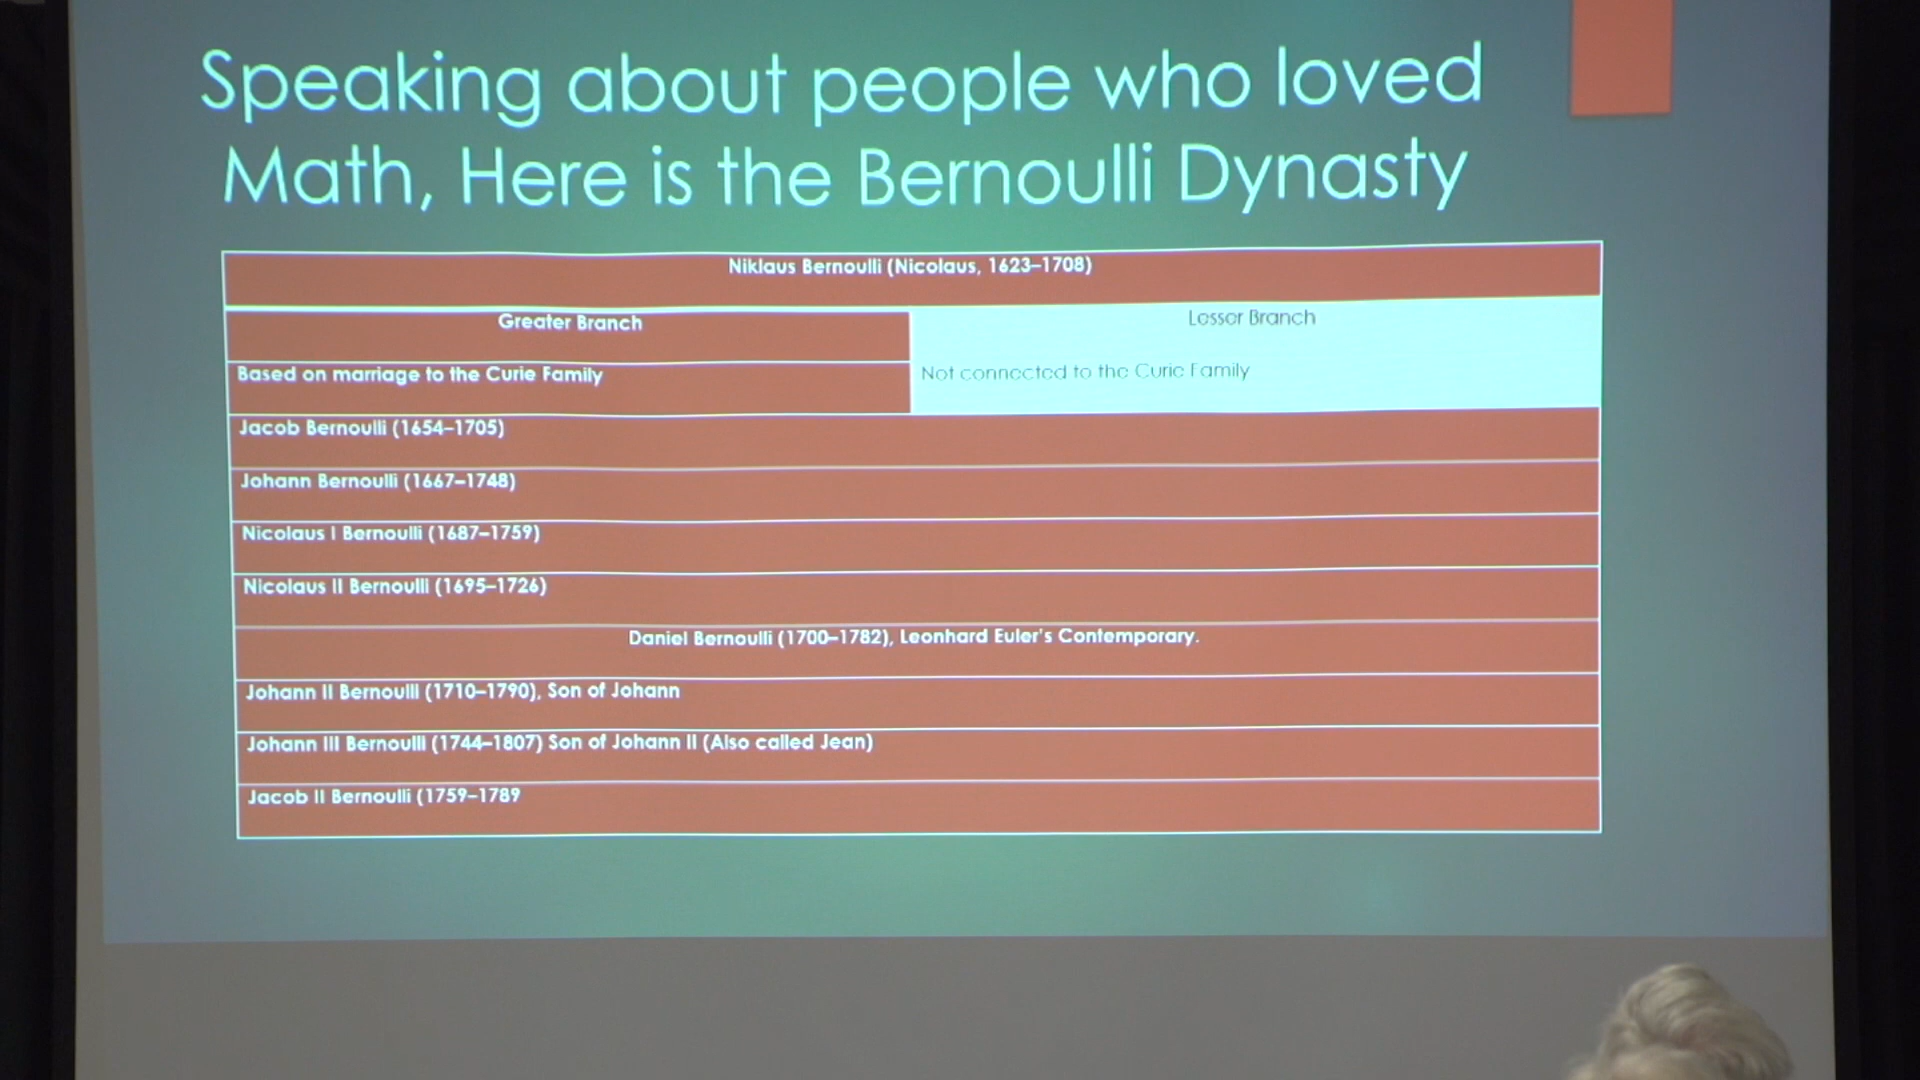 Speaking about people who loved
Math, Here is the Bernoulli Dynasty
Niklaus Bernoulli (Nicolaus, 1623–1708)
Greater Branch
Lesser Branch
Based on marriage to the Curie Family
Not connected to the Curie Family
Jacob Bernoulli (1654–1705)
Johann Bernoulli (1667–1748)
Nicolaus I Bernoulli (1687–1759)
Nicolaus II Bernoulli (1695–1726)
Daniel Bernoulli (1700–1782), Leonhard Euler's Contemporary.
Johann II Bernoulli (1710–1790), Son of Johann
Johann III Bernoulli (1744–1807) Son of Johann II (Also called Jean)
Jacob II Bernoulli (1759–1789